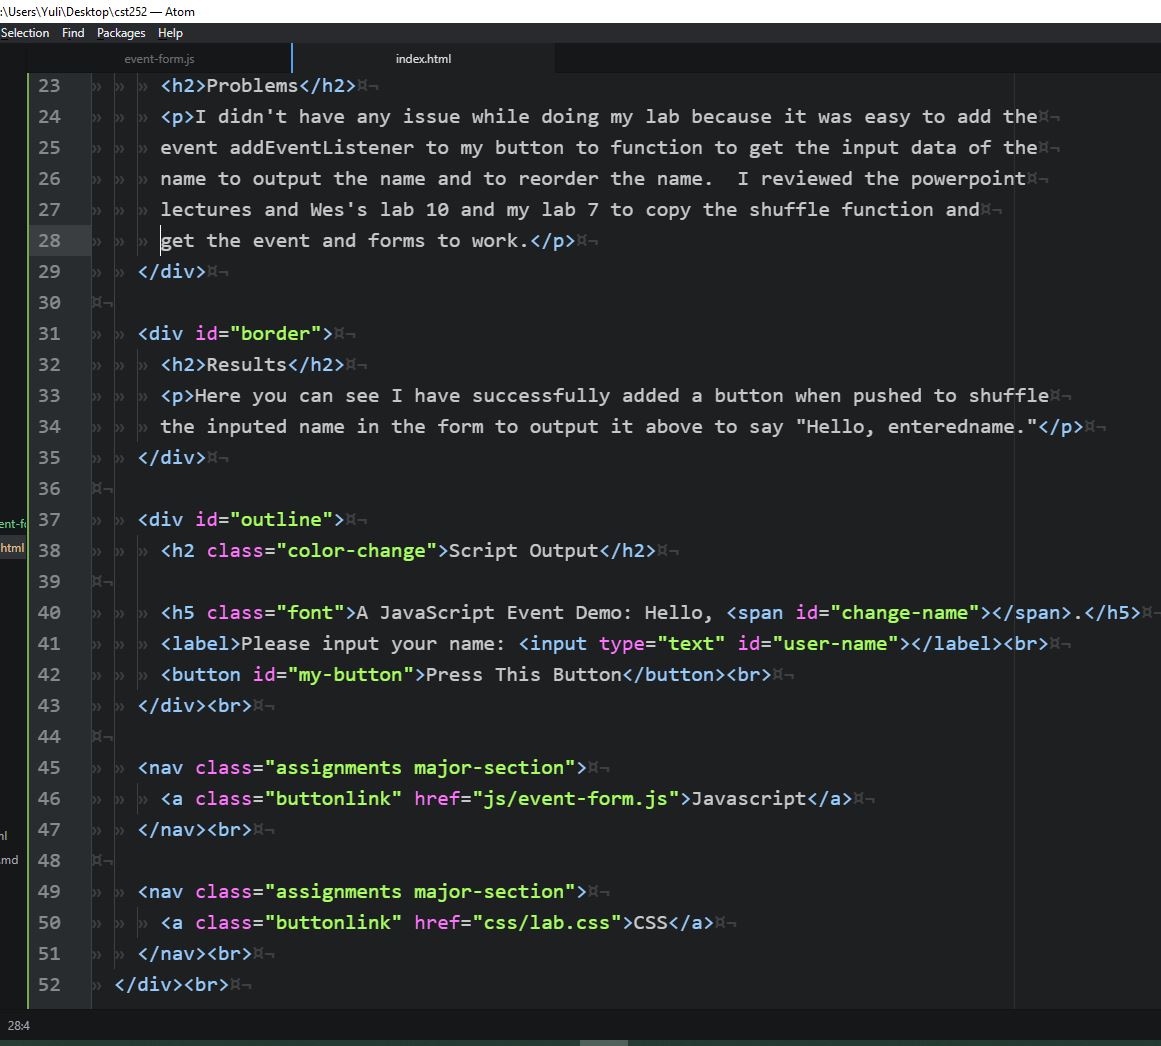 :\Users\Yuli\Desktop\cst252 — Atom
Selection Find Packages Help
event-form.js index.html
23 <h2>Problems</h2>
24 <p>I didn't have any issue while doing my lab because it was easy to add the
25 event addEventListener to my button to function to get the input data of the
26 name to output the name and to reorder the name.  I reviewed the powerpoint
27 lectures and Wes's lab 10 and my lab 7 to copy the shuffle function and
28 get the event and forms to work.</p>
29 </div>
30
31 <div id="border">
32 <h2>Results</h2>
33 <p>Here you can see I have successfully added a button when pushed to shuffle
34 the inputed name in the form to output it above to say "Hello, enteredname."</p>
35 </div>
36
37 <div id="outline">
38 <h2 class="color-change">Script Output</h2>
39
40 <h5 class="font">A JavaScript Event Demo: Hello, <span id="change-name"></span>.</h5>
41 <label>Please input your name: <input type="text" id="user-name"></label><br>
42 <button id="my-button">Press This Button</button><br>
43 </div><br>
44
45 <nav class="assignments major-section">
46 <a class="buttonlink" href="js/event-form.js">Javascript</a>
47 </nav><br>
48
49 <nav class="assignments major-section">
50 <a class="buttonlink" href="css/lab.css">CSS</a>
51 </nav><br>
52 </div><br>
ent-fo
html
ml
.md
28:4